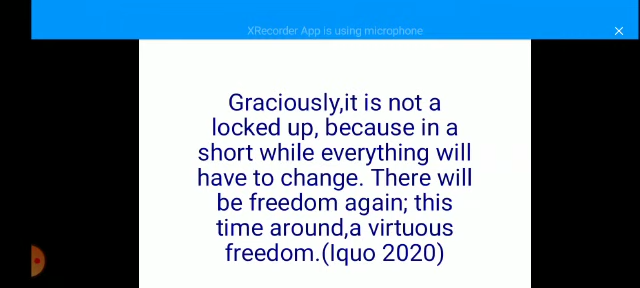 XRecorder App is using microphone
Graciously,it is not a
locked up, because in a
short while everything will
have to change. There will
be freedom again; this
time around,a virtuous
freedom.(Iquo 2020)